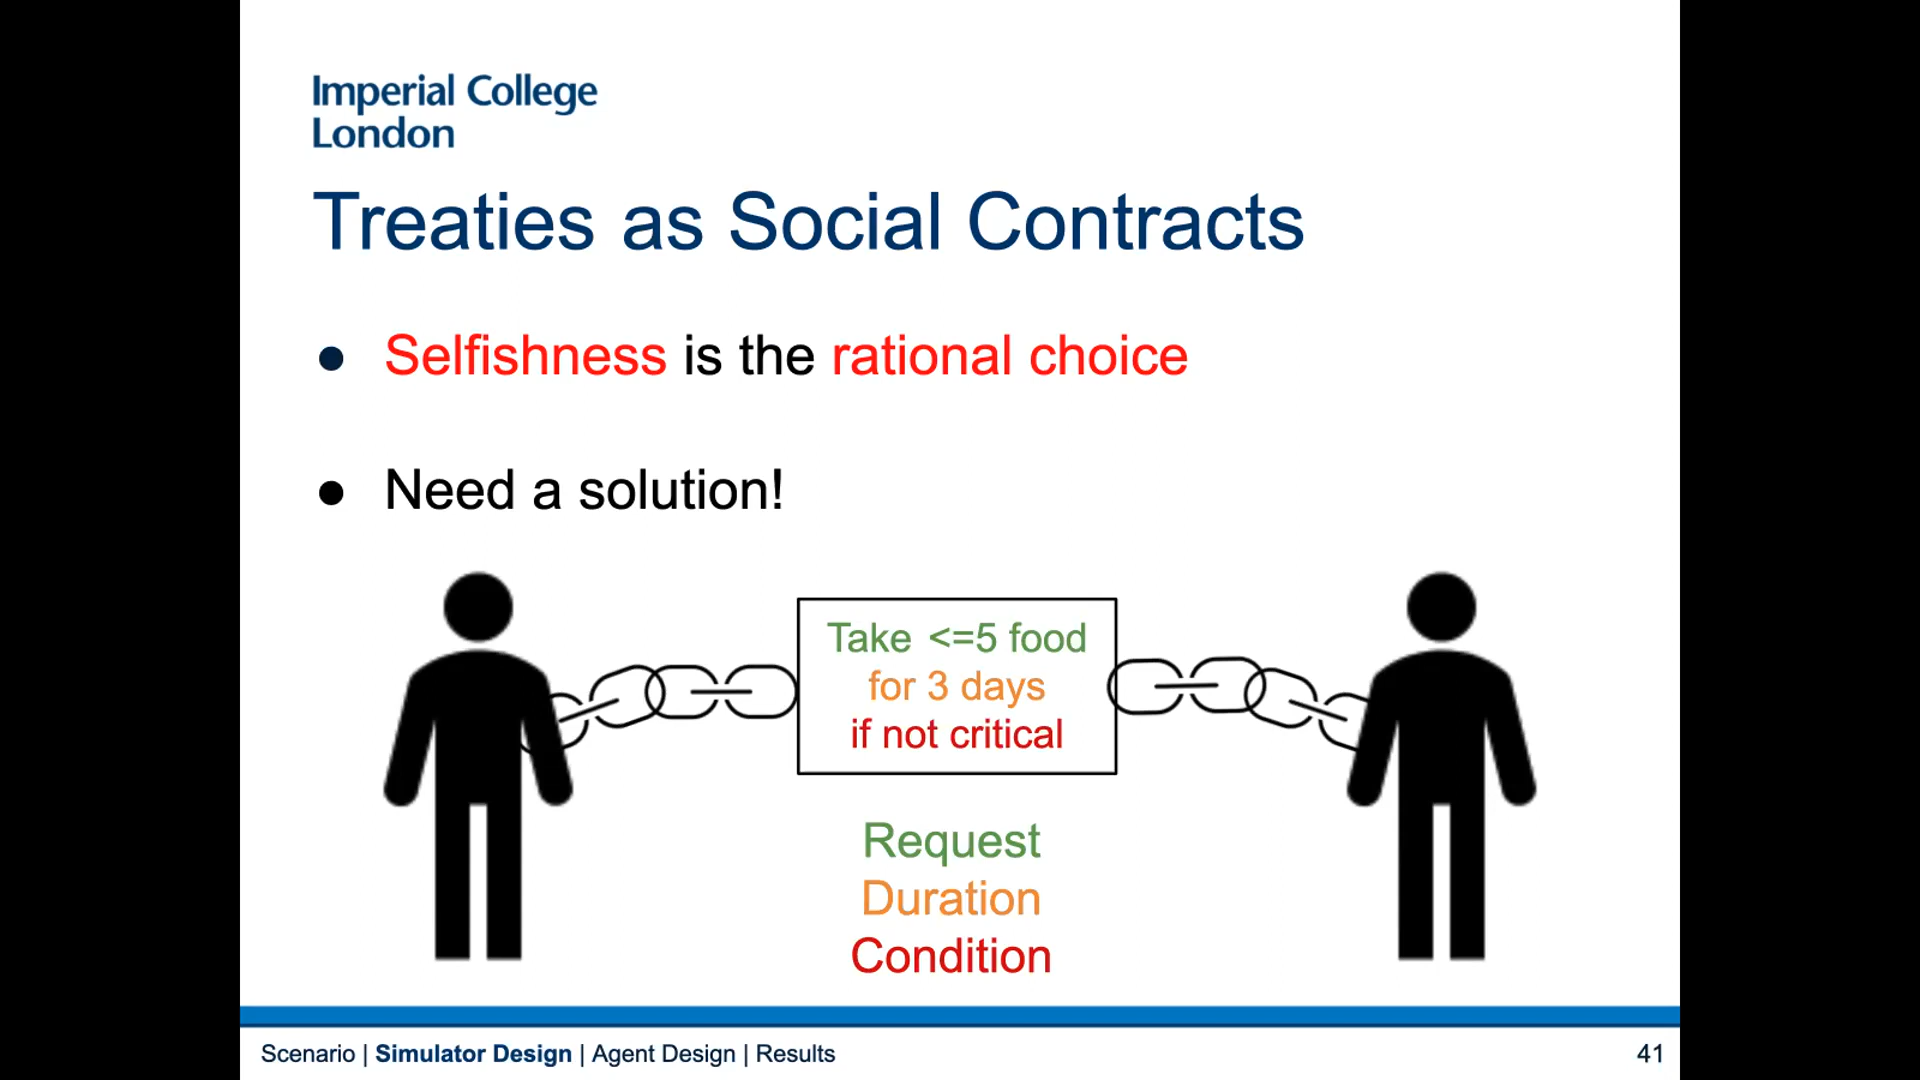 Imperial College
London
Treaties as Social Contracts
● Selfishness is the rational choice
● Need a solution!
Take <=5 food
for 3 days
if not critical
Request
Duration
Condition
Scenario | Simulator Design | Agent Design | Results
41